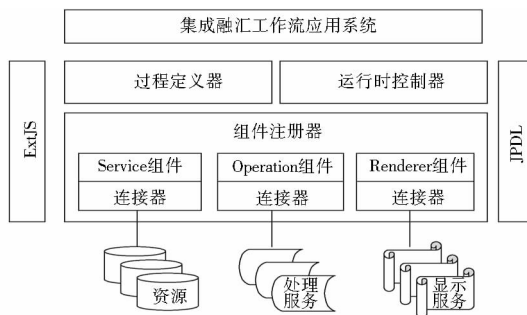 集成融汇工作流应用系统
ExtJS
过程定义器
运行时控制器
JPDL
组件注册器
Service组件
Operation组件
Renderer组件
连接器
连接器
连接器
资源
处理
服务
显示
服务